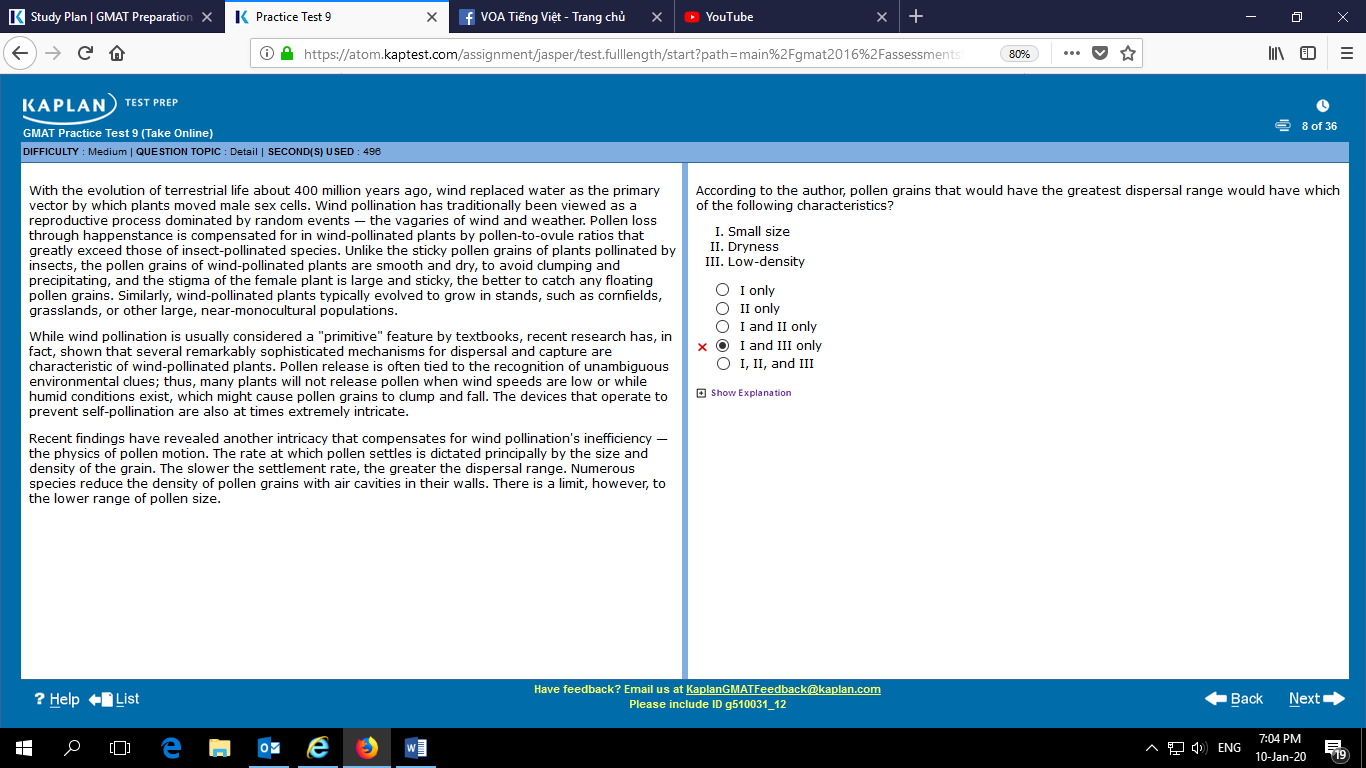 Study Plan | GMAT Preparation
Practice Test 9
VOA Tiếng Việt - Trang chủ
YouTube
https://atom.kaptest.com/assignment/jasper/test.fulllength/start?path=main%2Fgmat2016%2Fassessments
80%
KAPLAN TEST PREP
GMAT Practice Test 9 (Take Online)
8 of 36
DIFFICULTY : Medium | QUESTION TOPIC : Detail | SECOND(S) USED : 496
With the evolution of terrestrial life about 400 million years ago, wind replaced water as the primary
vector by which plants moved male sex cells. Wind pollination has traditionally been viewed as a
reproductive process dominated by random events — the vagaries of wind and weather. Pollen loss
through happenstance is compensated for in wind-pollinated plants by pollen-to-ovule ratios that
greatly exceed those of insect-pollinated species. Unlike the sticky pollen grains of plants pollinated by
insects, the pollen grains of wind-pollinated plants are smooth and dry, to avoid clumping and
precipitating, and the stigma of the female plant is large and sticky, the better to catch any floating
pollen grains. Similarly, wind-pollinated plants typically evolved to grow in stands, such as cornfields,
grasslands, or other large, near-monocultural populations.
While wind pollination is usually considered a "primitive" feature by textbooks, recent research has, in
fact, shown that several remarkably sophisticated mechanisms for dispersal and capture are
characteristic of wind-pollinated plants. Pollen release is often tied to the recognition of unambiguous
environmental clues; thus, many plants will not release pollen when wind speeds are low or while
humid conditions exist, which might cause pollen grains to clump and fall. The devices that operate to
prevent self-pollination are also at times extremely intricate.
Recent findings have revealed another intricacy that compensates for wind pollination's inefficiency —
the physics of pollen motion. The rate at which pollen settles is dictated principally by the size and
density of the grain. The slower the settlement rate, the greater the dispersal range. Numerous
species reduce the density of pollen grains with air cavities in their walls. There is a limit, however, to
the lower range of pollen size.
According to the author, pollen grains that would have the greatest dispersal range would have which
of the following characteristics?
I. Small size
II. Dryness
III. Low-density
I only
II only
I and II only
I and III only
I, II, and III
Show Explanation
? Help
List
Have feedback? Email us at KaplanGMATFeedback@kaplan.com
Please include ID g510031_12
Back
Next
ENG
7:04 PM
10-Jan-20
19